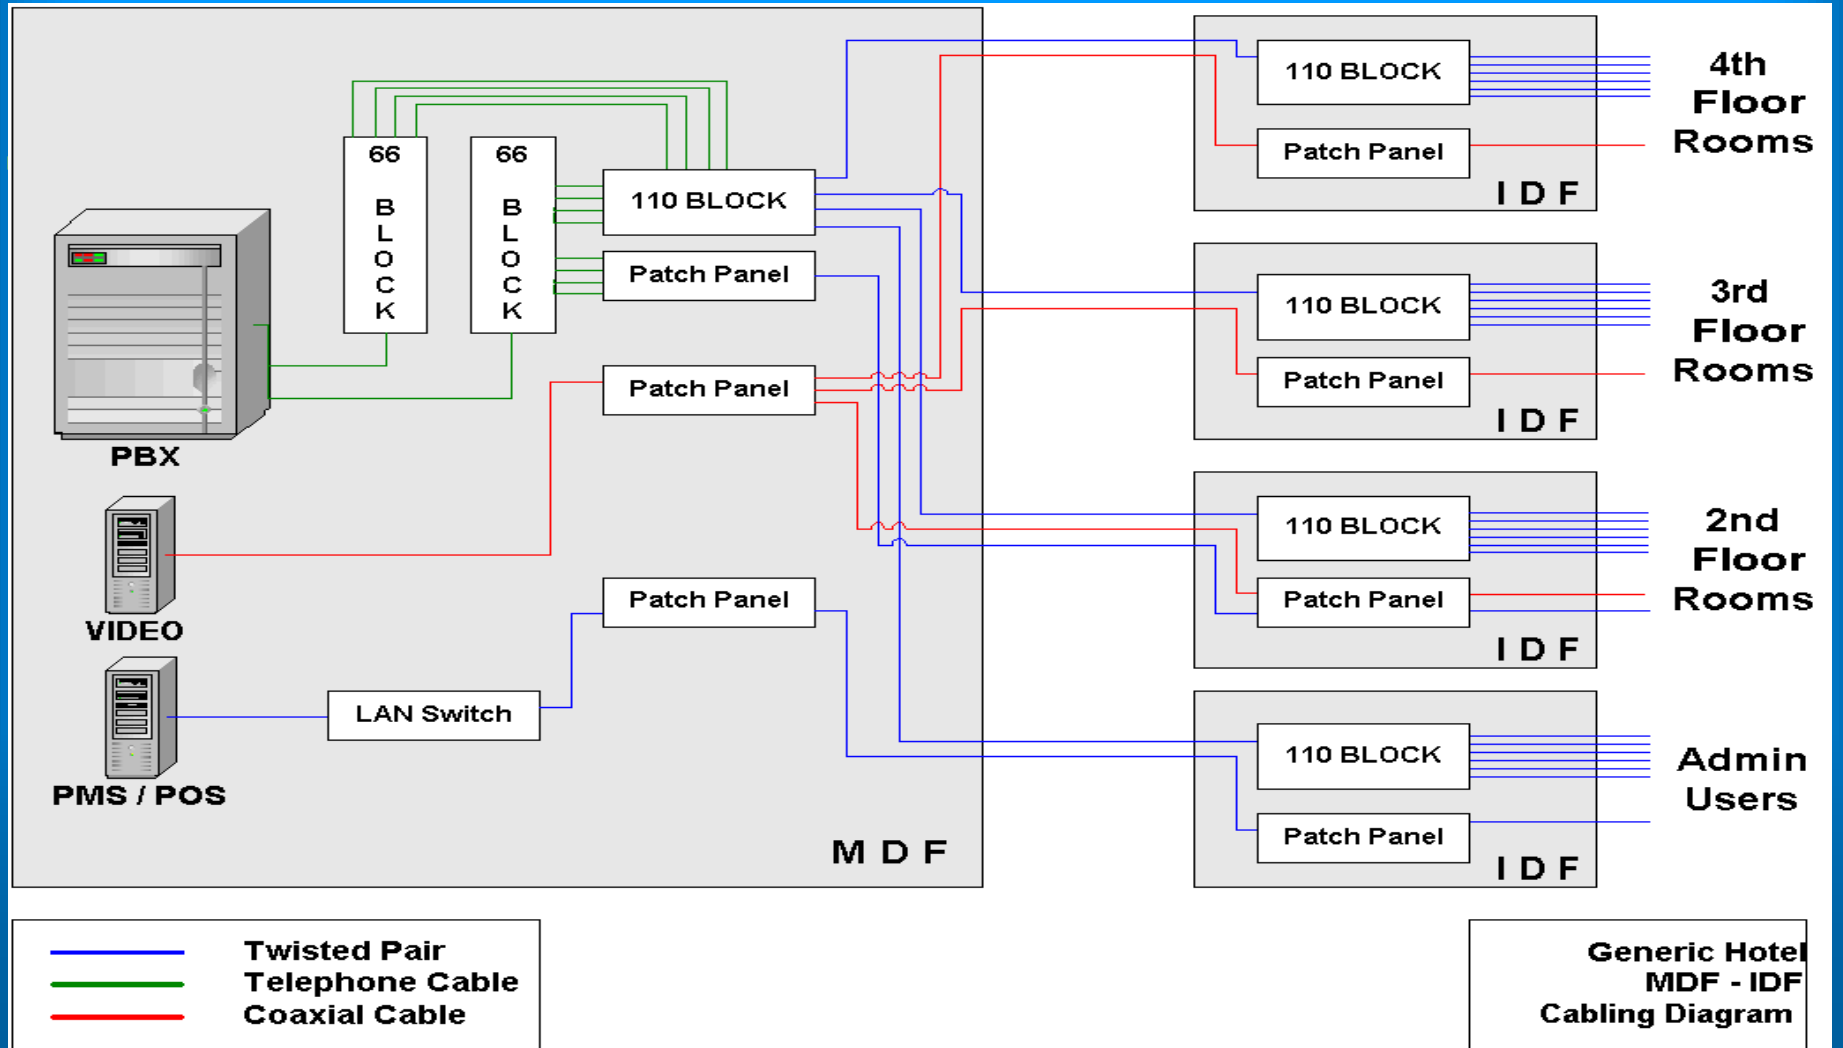 66
B
L
O
C
K
66
B
L
O
C
K
110 BLOCK
Patch Panel
Patch Panel
Patch Panel
LAN Switch
PBX
VIDEO
PMS / POS
M D F
110 BLOCK
Patch Panel
I D F
4th
Floor
Rooms
110 BLOCK
Patch Panel
I D F
3rd
Floor
Rooms
110 BLOCK
Patch Panel
I D F
2nd
Floor
Rooms
110 BLOCK
Patch Panel
I D F
Admin
Users
Twisted Pair
Telephone Cable
Coaxial Cable
Generic Hotel
MDF - IDF
Cabling Diagram